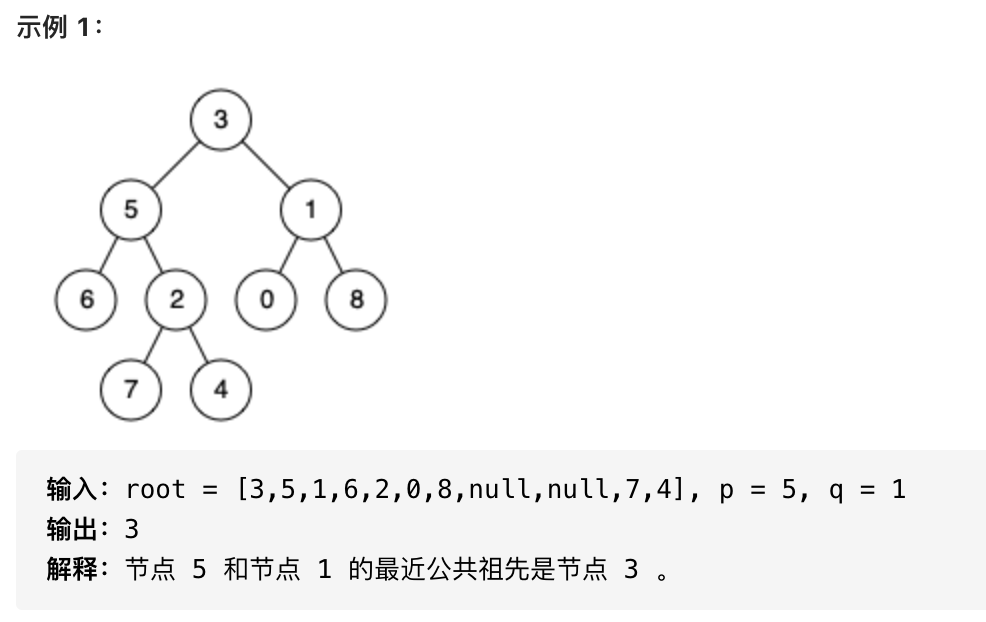 示例 1：
3
5 1
6 2 0 8
7 4
输入：root = [3,5,1,6,2,0,8,null,null,7,4], p = 5, q = 1
输出：3
解释：节点 5 和节点 1 的最近公共祖先是节点 3 。